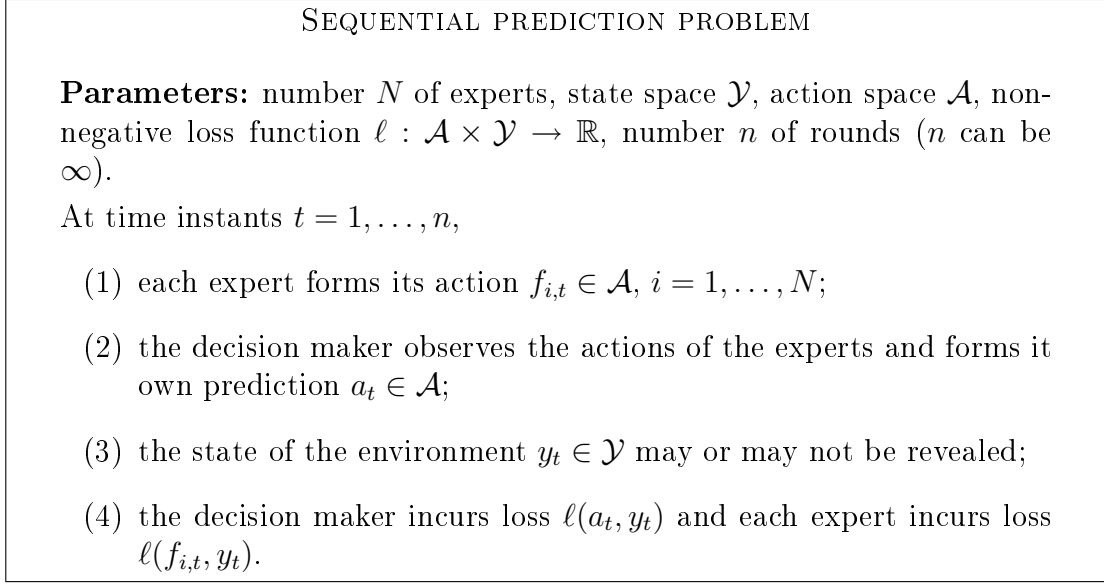 SEQUENTIAL PREDICTION PROBLEM
Parameters: number N of experts, state space 𝒴, action space 𝒜, non-
negative loss function ℓ : 𝒜 × 𝒴 → ℝ, number n of rounds (n can be
∞).
At time instants t = 1, . . . , n,
(1) each expert forms its action f_{i,t} ∈ 𝒜, i = 1, . . . , N;
(2) the decision maker observes the actions of the experts and forms it
own prediction a_t ∈ 𝒜;
(3) the state of the environment y_t ∈ 𝒴 may or may not be revealed;
(4) the decision maker incurs loss ℓ(a_t, y_t) and each expert incurs loss
ℓ(f_{i,t}, y_t).